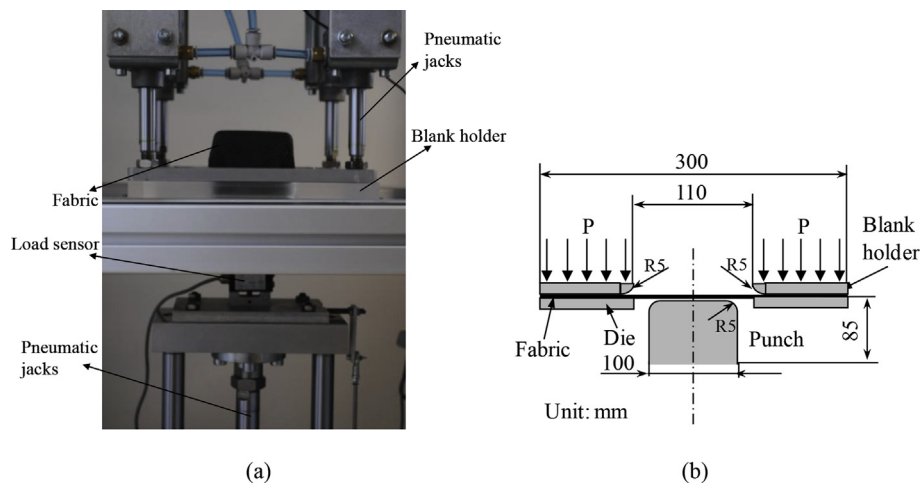 Pneumatic
jacks
Blank holder
Fabric
Load sensor
Pneumatic
jacks
(a)
300
110
P
P
Blank
holder
R5
R5
R5
Fabric
Die
Punch
85
100
Unit: mm
(b)